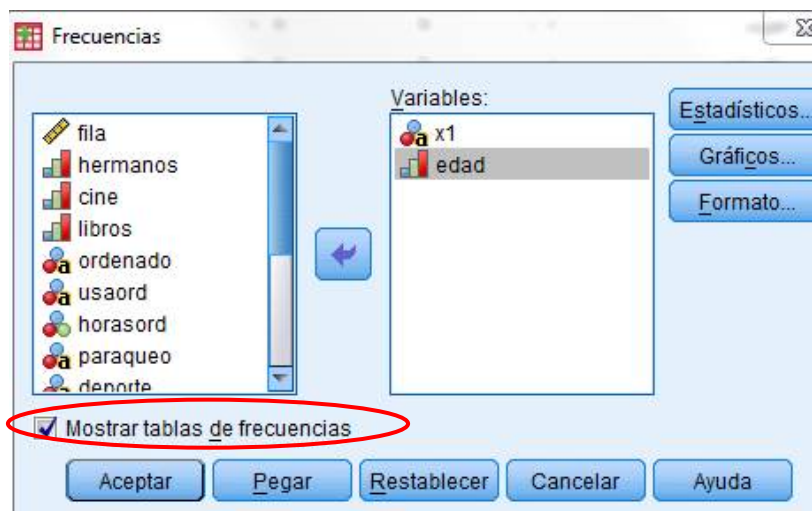 Frecuencias
Variables:
fila
hermanos
cine
libros
ordenado
usaord
horasord
paraqueo
deporte
x1
edad
Estadísticos...
Gráficos...
Formato...
Mostrar tablas de frecuencias
Aceptar
Pegar
Restablecer
Cancelar
Ayuda